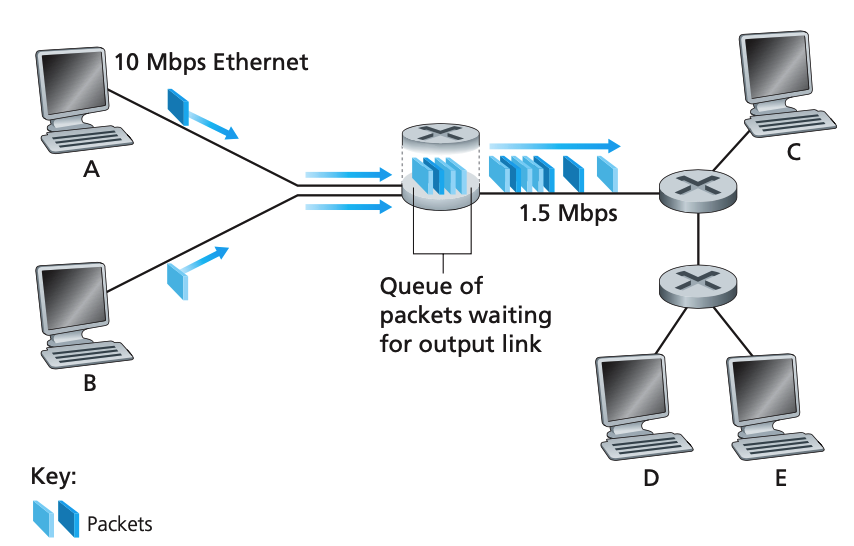 10 Mbps Ethernet
A
C
1.5 Mbps
Queue of
packets waiting
for output link
B
D
E
Key:
Packets